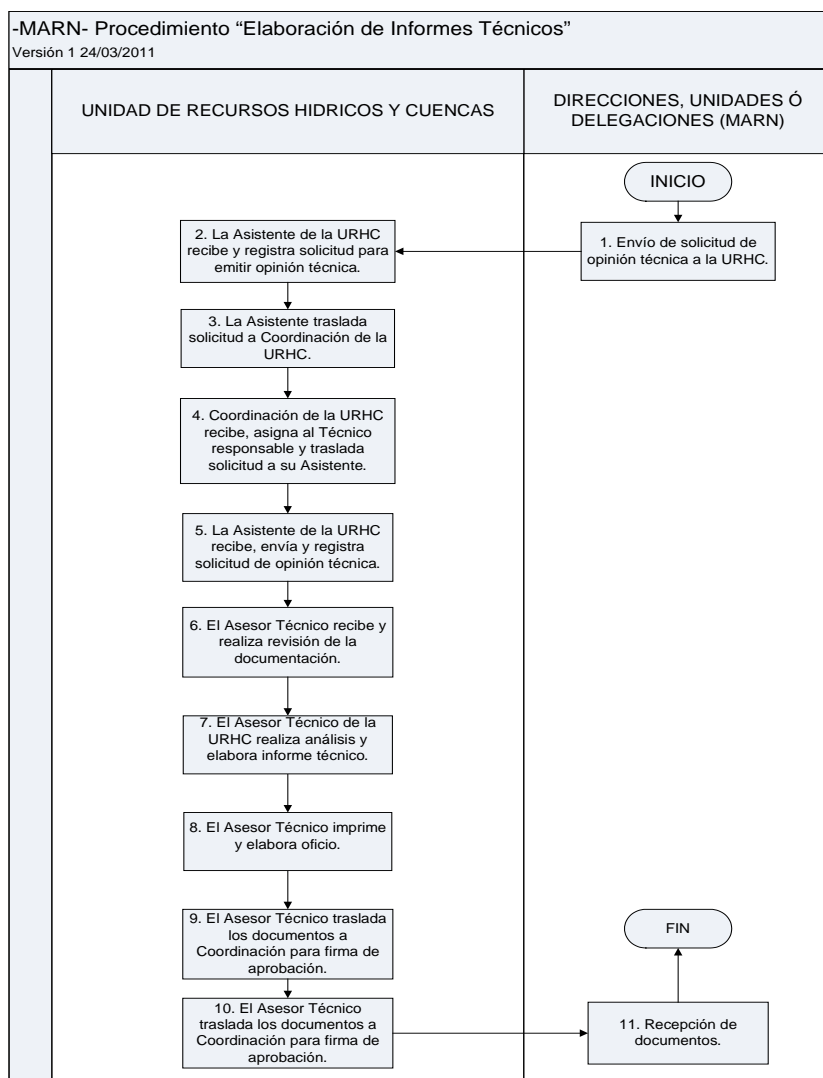 -MARN- Procedimiento “Elaboración de Informes Técnicos”
Versión 1 24/03/2011
UNIDAD DE RECURSOS HIDRICOS Y CUENCAS
DIRECCIONES, UNIDADES Ó
DELEGACIONES (MARN)
INICIO
1. Envío de solicitud de
opinión técnica a la URHC.
2. La Asistente de la URHC
recibe y registra solicitud para
emitir opinión técnica.
3. La Asistente traslada
solicitud a Coordinación de la
URHC.
4. Coordinación de la URHC
recibe, asigna al Técnico
responsable y traslada
solicitud a su Asistente.
5. La Asistente de la URHC
recibe, envía y registra
solicitud de opinión técnica.
6. El Asesor Técnico recibe y
realiza revisión de la
documentación.
7. El Asesor Técnico de la
URHC realiza análisis y
elabora informe técnico.
8. El Asesor Técnico imprime
y elabora oficio.
9. El Asesor Técnico traslada
los documentos a
Coordinación para firma de
aprobación.
10. El Asesor Técnico
traslada los documentos a
Coordinación para firma de
aprobación.
11. Recepción de
documentos.
FIN